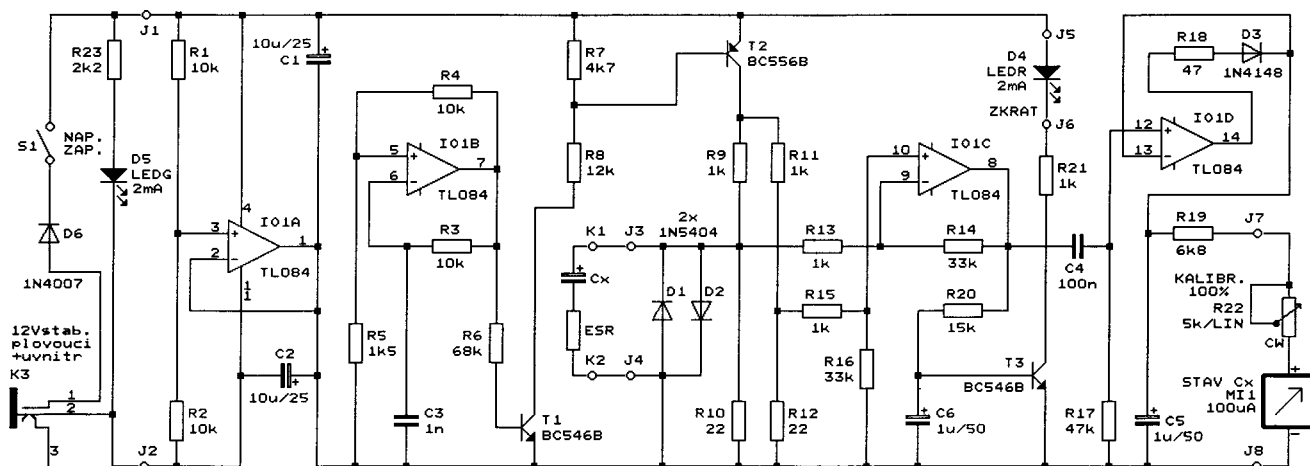 J1
R23
2k2
S1
NAP.
ZAP.
D5
LEDG
2mA
D6
1N4007
12Vstab.
plovouci
+uvnitr
K3
1
2
3
J2
R1
10k
R2
10k
4
3
+
2
-
1
IO1A
TL084
1
1
10u/25
+
C1
C2
+
10u/25
R4
10k
5
+
6
-
7
IO1B
TL084
R3
10k
R5
1k5
R6
68k
C3
1n
T1
BC546B
R7
4k7
R8
12k
K1
J3
+
Cx
ESR
K2
J4
2x
1N5404
D1
D2
T2
BC556B
R9
1k
R11
1k
R10
22
R12
22
R13
1k
R15
1k
R16
33k
10
+
9
-
8
IO1C
TL084
R14
33k
R20
15k
+
C6
1u/50
T3
BC546B
J5
D4
LEDR
2mA
ZKRAT
J6
R21
1k
C4
100n
R17
47k
R18
47
D3
1N4148
12
+
13
-
14
IO1D
TL084
R19
6k8
J7
+
C5
1u/50
KALIBR.
100%
R22
5k/LIN
CW
STAV Cx
MI1
100uA
+
-
J8